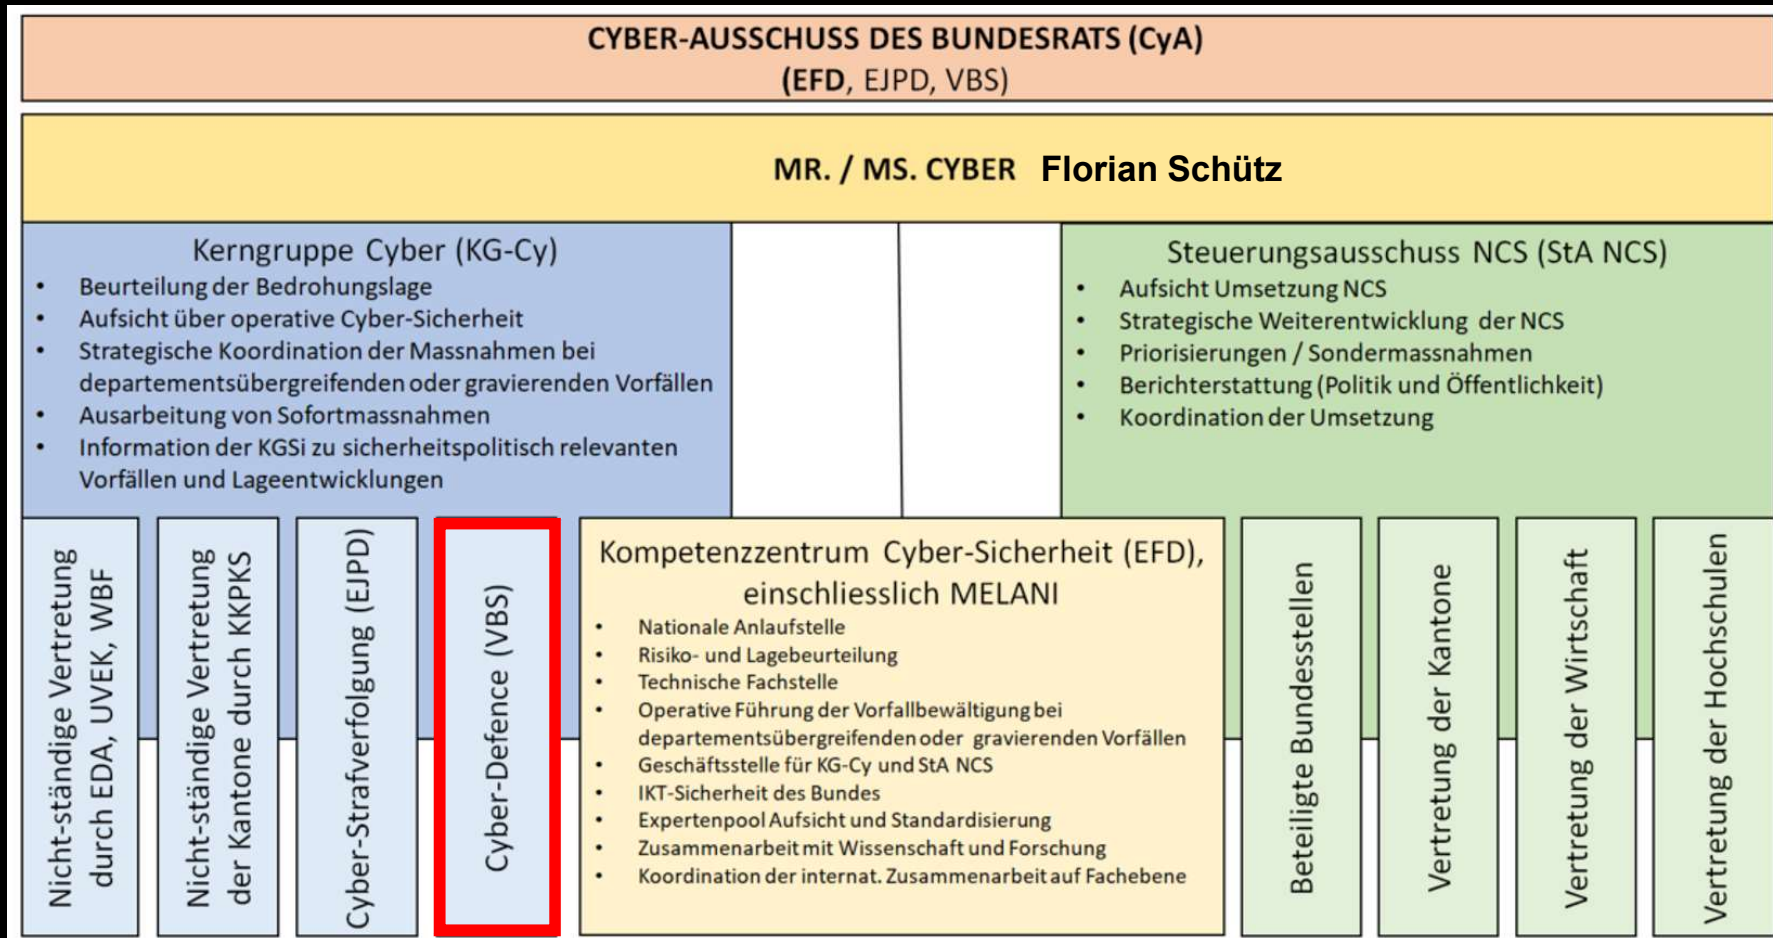 CYBER-AUSSCHUSS DES BUNDESRATS (CyA)
(EFD, EJPD, VBS)
MR. / MS. CYBER Florian Schütz
Kerngruppe Cyber (KG-Cy)
• Beurteilung der Bedrohungslage
• Aufsicht über operative Cyber-Sicherheit
• Strategische Koordination der Massnahmen bei
departementsübergreifenden oder gravierenden Vorfällen
• Ausarbeitung von Sofortmassnahmen
• Information der KGSi zu sicherheitspolitisch relevanten
Vorfällen und Lageentwicklungen
Steuerungsausschuss NCS (StA NCS)
• Aufsicht Umsetzung NCS
• Strategische Weiterentwicklung der NCS
• Priorisierungen / Sondermassnahmen
• Berichterstattung (Politik und Öffentlichkeit)
• Koordination der Umsetzung
Nicht-ständige Vertretung
durch EDA, UVEK, WBF
Nicht-ständige Vertretung
der Kantone durch KKPKS
Cyber-Strafverfolgung (EJPD)
Cyber-Defence (VBS)
Kompetenzzentrum Cyber-Sicherheit (EFD),
einschliesslich MELANI
• Nationale Anlaufstelle
• Risiko- und Lagebeurteilung
• Technische Fachstelle
• Operative Führung der Vorfallbewältigung bei
departementsübergreifenden oder gravierenden Vorfällen
• Geschäftsstelle für KG-Cy und StA NCS
• IKT-Sicherheit des Bundes
• Expertenpool Aufsicht und Standardisierung
• Zusammenarbeit mit Wissenschaft und Forschung
• Koordination der internat. Zusammenarbeit auf Fachebene
Beteiligte Bundesstellen
Vertretung der Kantone
Vertretung der Wirtschaft
Vertretung der Hochschulen